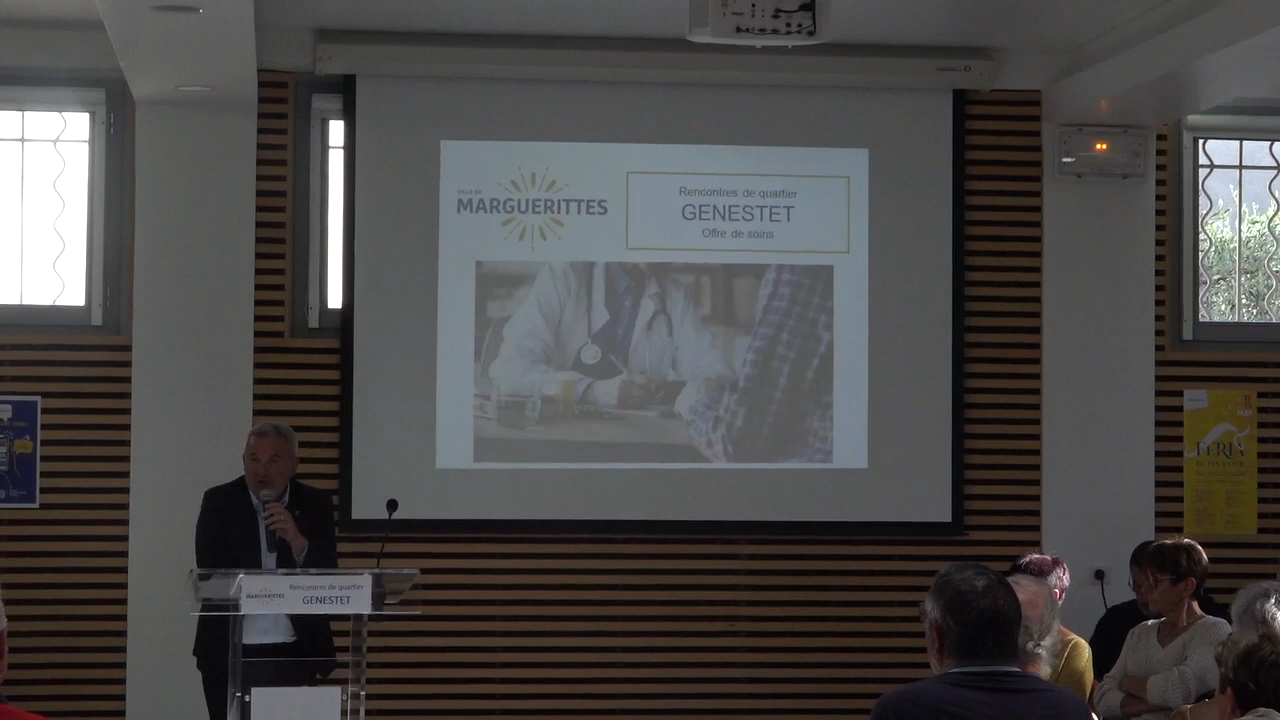 VILLE DE
MARGUERITTES
Rencontres de quartier
GENESTET
Offre de soins
MARGUERITTES
Rencontres de quartier
GENESTET
FERIA